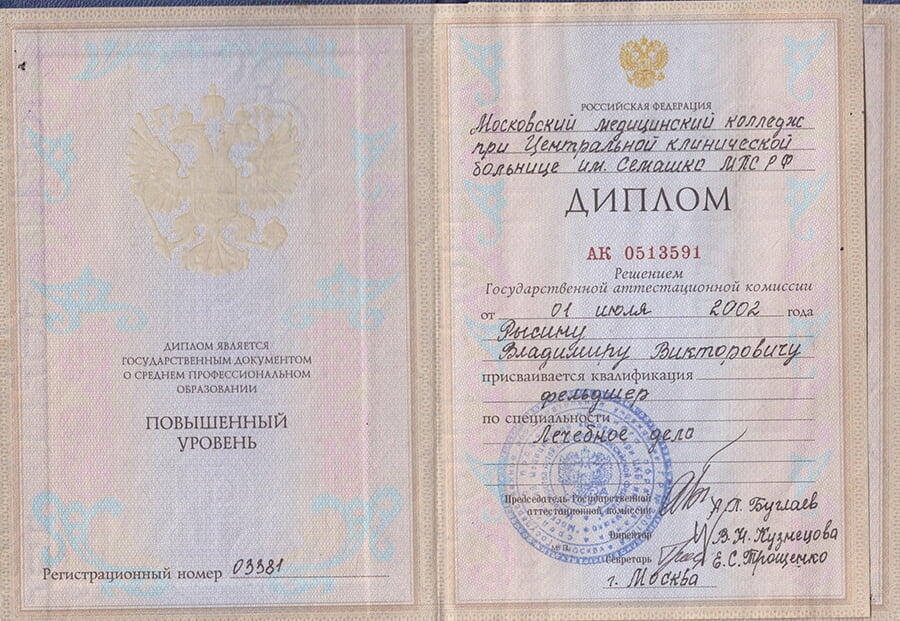 ДИПЛОМ ЯВЛЯЕТСЯ
ГОСУДАРСТВЕННЫМ ДОКУМЕНТОМ
О СРЕДНЕМ ПРОФЕССИОНАЛЬНОМ
ОБРАЗОВАНИИ
ПОВЫШЕННЫЙ
УРОВЕНЬ
Регистрационный номер 03381
РОССИЙСКАЯ ФЕДЕРАЦИЯ
Московский медицинский колледж
при Центральной клинической
больнице им. Семашко МПС РФ
ДИПЛОМ
АК 0513591
Решением
Государственной аттестационной комиссии
от 01 июля 2002 года
Рысину
Владимиру Викторовичу
присваивается квалификация
фельдшер
по специальности
Лечебное дело
Председатель Государственной
аттестационной комиссии Я.Л. Буглаев
Директор В.И. Кузнецова
Секретарь Е.С. Трощенко
г. Москва